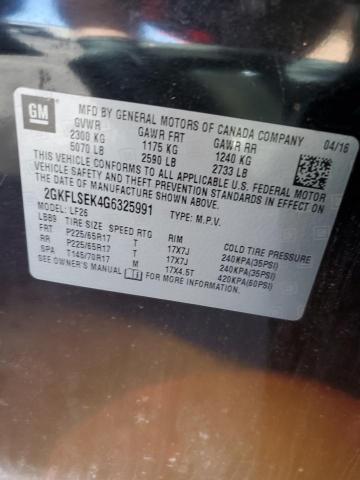 GM
MFD BY GENERAL MOTORS OF CANADA COMPANY 04/16
GVWR GAWR FRT GAWR RR
2300 KG 1175 KG 1240 KG
5070 LB 2590 LB 2733 LB
THIS VEHICLE CONFORMS TO ALL APPLICABLE U.S. FEDERAL MOTOR
VEHICLE SAFETY AND THEFT PREVENTION STANDARDS IN EFFECT ON
THE DATE OF MANUFACTURE SHOWN ABOVE.
2GKFLSEK4G6325991 TYPE: M.P.V.
MODEL: LF26
LBB9 TIRE SIZE SPEED RTG RIM COLD TIRE PRESSURE
FRT P225/65R17 T 17X7J 240KPA(35PSI)
RR P225/65R17 T 17X7J 240KPA(35PSI)
SPA T145/70R17 T 17X4.5T 420KPA(60PSI)
SEE OWNER'S MANUAL FOR MORE INFORMATION